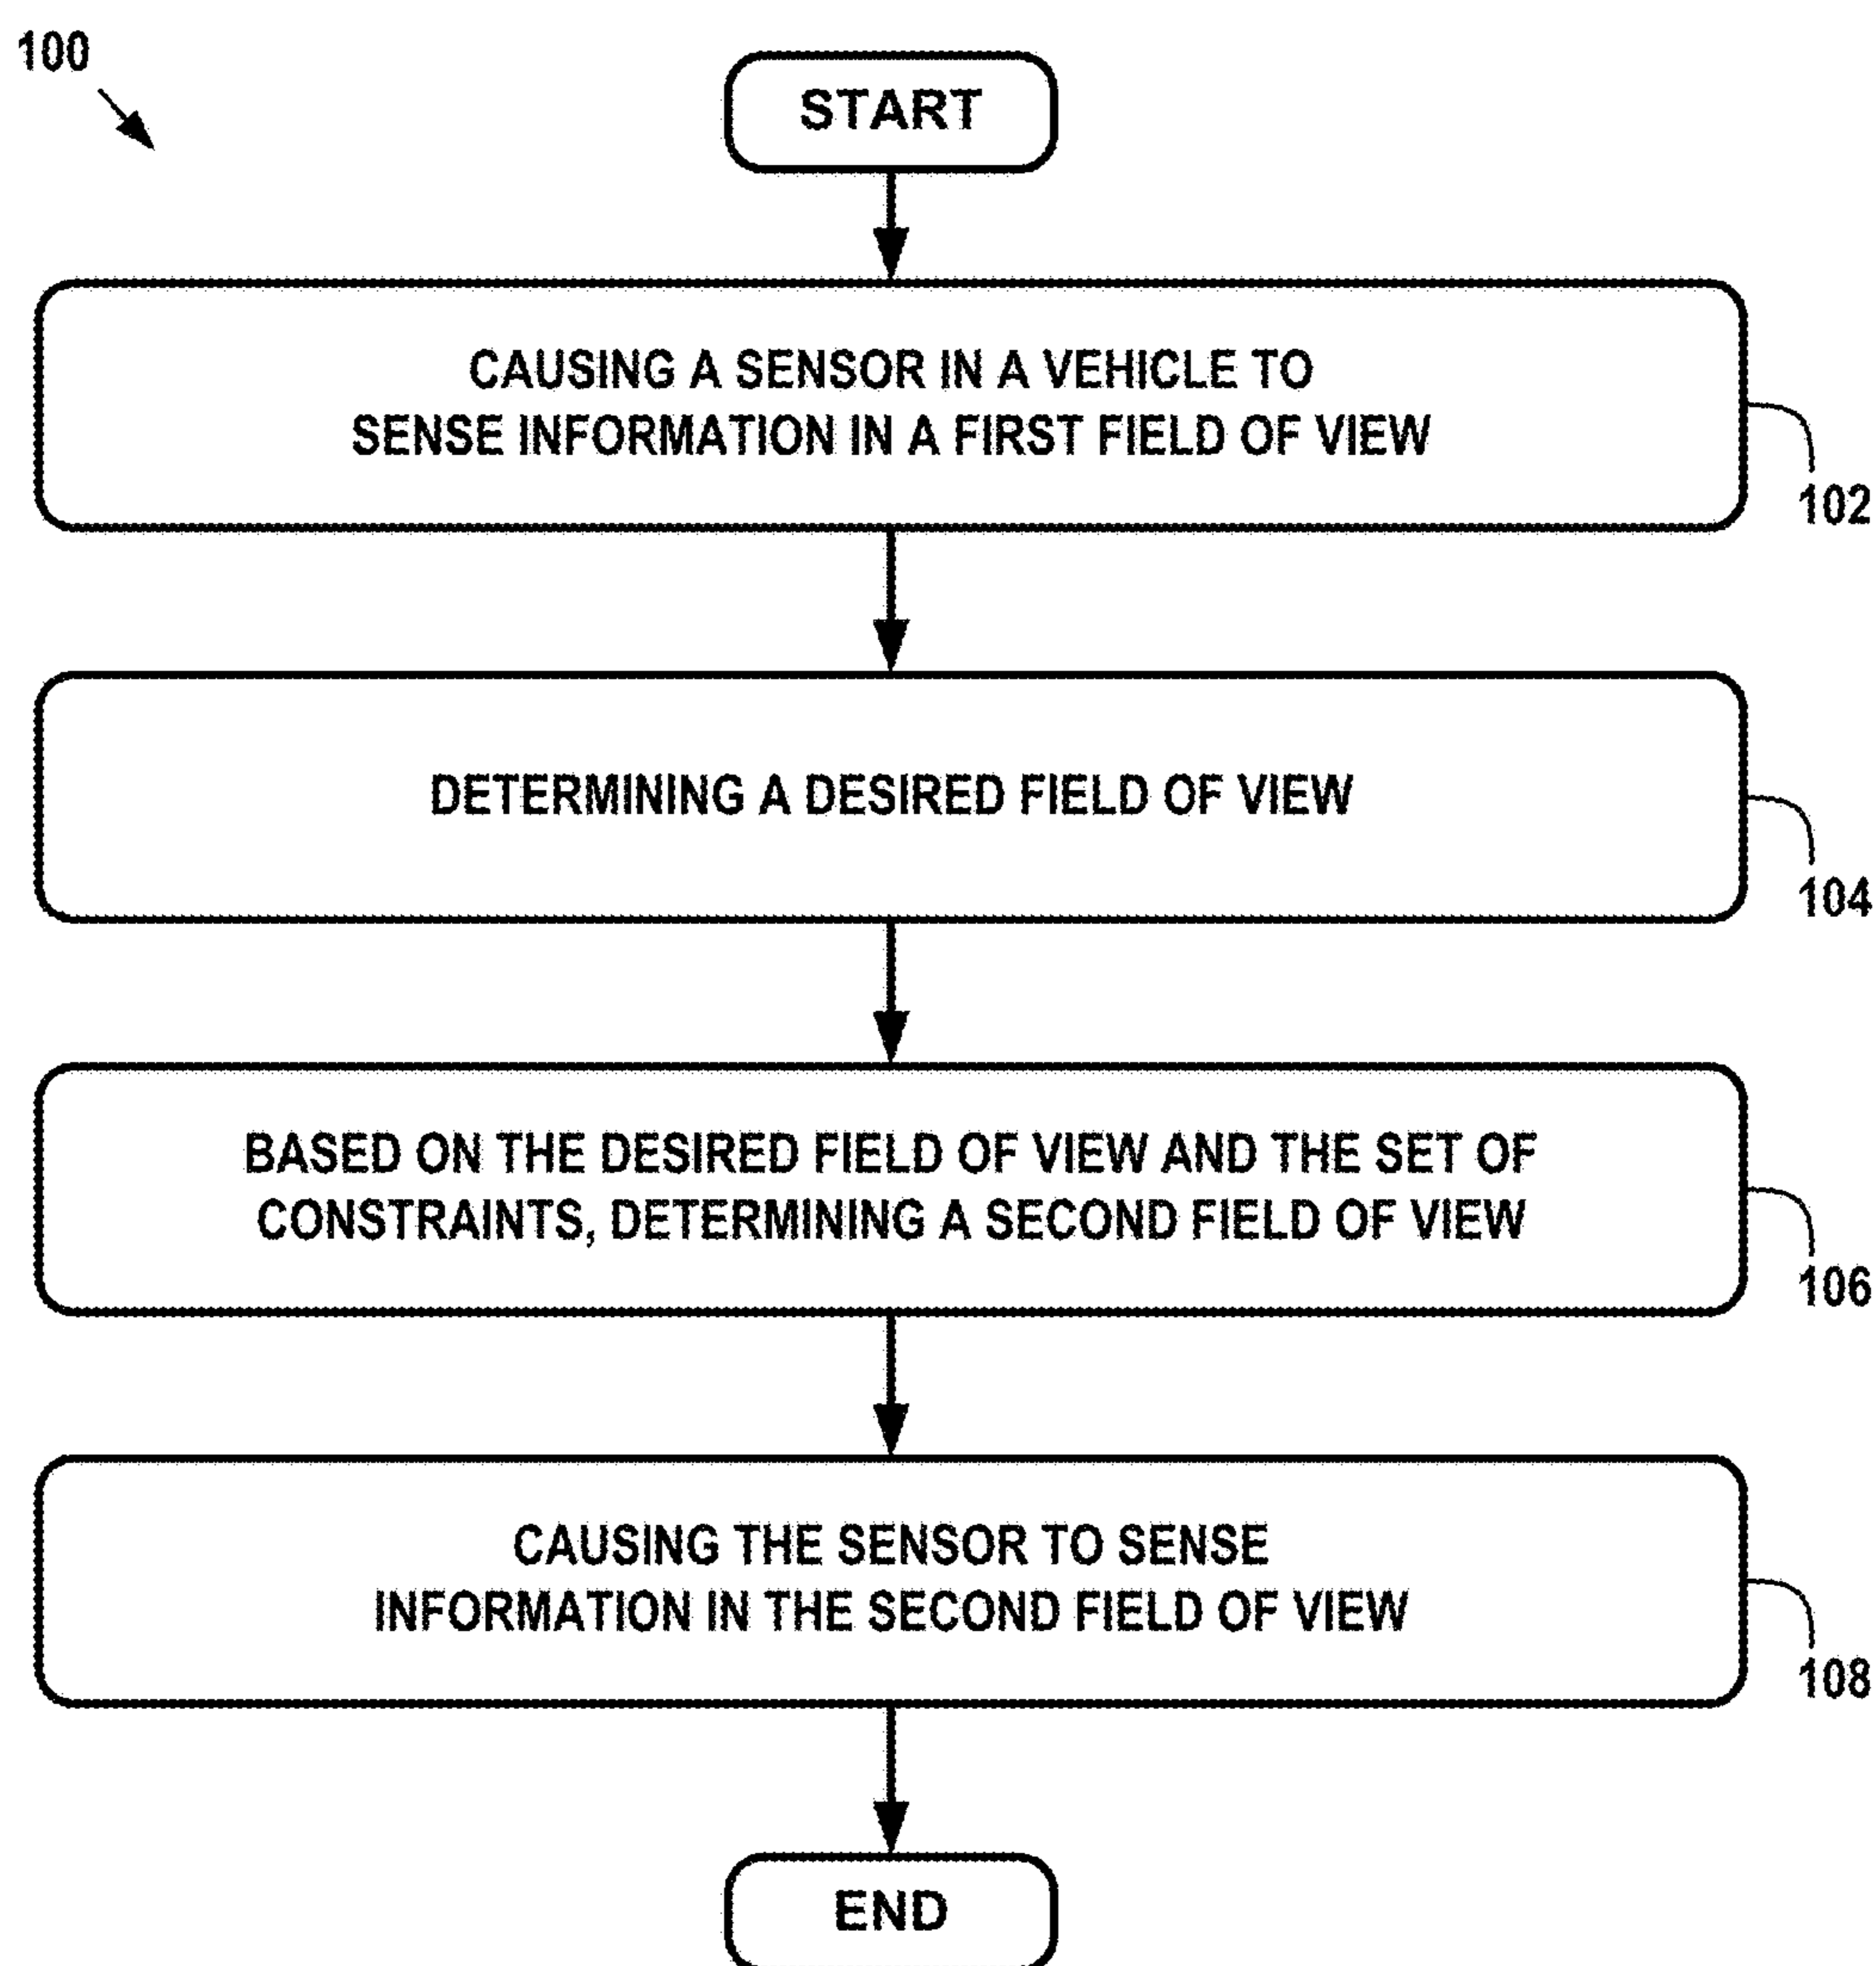 100
START
CAUSING A SENSOR IN A VEHICLE TO
SENSE INFORMATION IN A FIRST FIELD OF VIEW
102
DETERMINING A DESIRED FIELD OF VIEW
104
BASED ON THE DESIRED FIELD OF VIEW AND THE SET OF
CONSTRAINTS, DETERMINING A SECOND FIELD OF VIEW
106
CAUSING THE SENSOR TO SENSE
INFORMATION IN THE SECOND FIELD OF VIEW
108
END